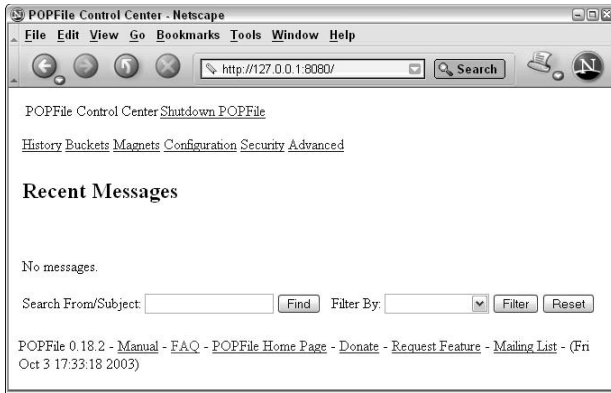 POPFile Control Center - Netscape
File Edit View Go Bookmarks Tools Window Help
http://127.0.0.1:8080/ Search N
POPFile Control Center Shutdown POPFile
History Buckets Magnets Configuration Security Advanced
Recent Messages
No messages.
Search From/Subject: Find Filter By: Filter Reset
POPFile 0.18.2 - Manual - FAQ - POPFile Home Page - Donate - Request Feature - Mailing List - (Fri
Oct 3 17:33:18 2003)